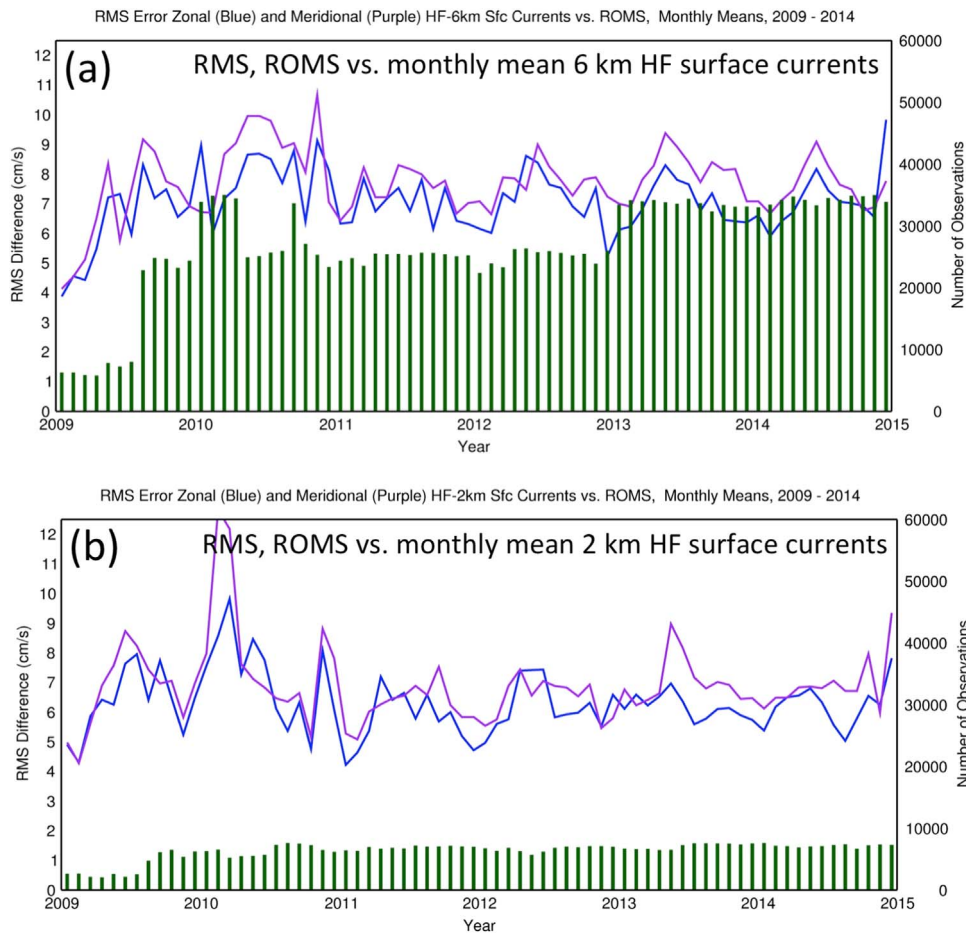 RMS Error Zonal (Blue) and Meridional (Purple) HF-6km Sfc Currents vs. ROMS, Monthly Means, 2009 - 2014
(a)
RMS, ROMS vs. monthly mean 6 km HF surface currents
12
11
10
9
8
7
6
5
4
3
2
1
0
RMS Difference (cm/s)
60000
50000
40000
30000
20000
10000
0
Number of Observations
2009 2010 2011 2012 2013 2014 2015
Year
RMS Error Zonal (Blue) and Meridional (Purple) HF-2km Sfc Currents vs. ROMS, Monthly Means, 2009 - 2014
(b)
RMS, ROMS vs. monthly mean 2 km HF surface currents
12
11
10
9
8
7
6
5
4
3
2
1
0
RMS Difference (cm/s)
60000
50000
40000
30000
20000
10000
0
Number of Observations
2009 2010 2011 2012 2013 2014 2015
Year